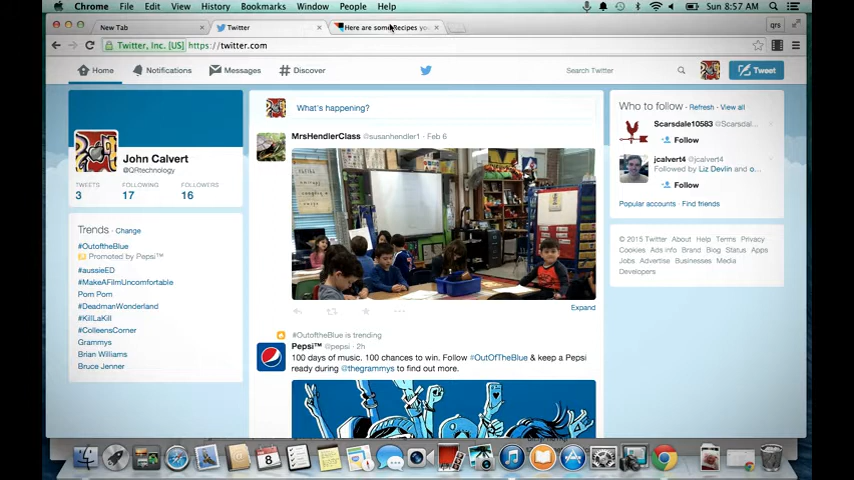 Chrome File Edit View History Bookmarks Window People Help Sun 8:57 AM
New Tab Twitter Here are some Recipes yo qrs
Twitter, Inc. [US] https://twitter.com
Home Notifications Messages Discover Search Twitter Tweet
John Calvert
@QRtechnology
TWEETS FOLLOWING FOLLOWERS
3 17 16
Trends · Change
#OutoftheBlue
Promoted by Pepsi™
#aussieED
#MakeAFilmUncomfortable
Pom Pom
#DeadmanWonderland
#KillLaKill
#ColleensCorner
Grammys
Brian Williams
Bruce Jenner
What's happening?
MrsHendlerClass @susanhendler1 · Feb 6
Expand
#OutoftheBlue is trending
Pepsi™ @pepsi · 2h
100 days of music. 100 chances to win. Follow #OutOfTheBlue & keep a Pepsi
ready during @thegrammys to find out more.
Who to follow · Refresh · View all
Scarsdale10583 @Scarsdal...
Follow
jcalvert4 @jcalvert4
Followed by Liz Devlin and o...
Follow
Popular accounts · Find friends
© 2015 Twitter About Help Terms Privacy
Cookies Ads info Brand Blog Status Apps
Jobs Advertise Businesses Media
Developers
8